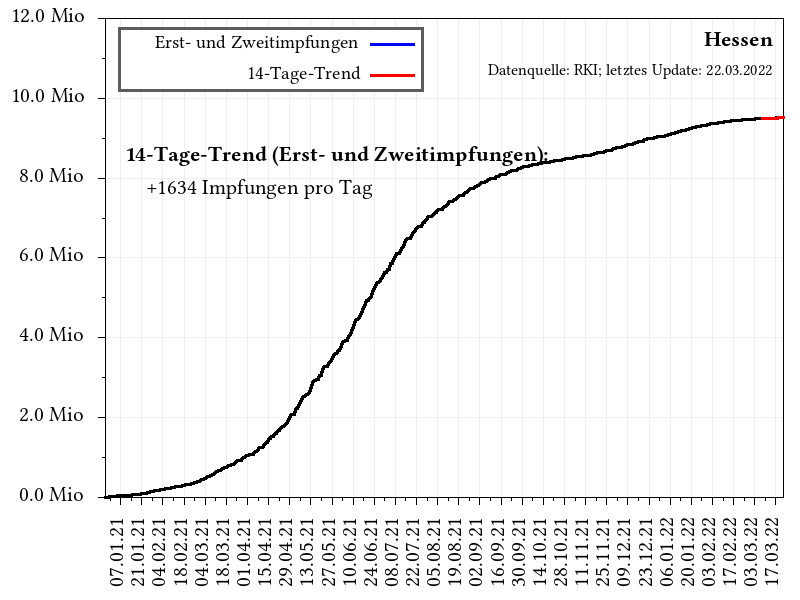 12.0 Mio
10.0 Mio
8.0 Mio
6.0 Mio
4.0 Mio
2.0 Mio
0.0 Mio
Erst- und Zweitimpfungen
14-Tage-Trend
Hessen
Datenquelle: RKI; letztes Update: 22.03.2022
14-Tage-Trend (Erst- und Zweitimpfungen):
+1634 Impfungen pro Tag
07.01.21
21.01.21
04.02.21
18.02.21
04.03.21
18.03.21
01.04.21
15.04.21
29.04.21
13.05.21
27.05.21
10.06.21
24.06.21
08.07.21
22.07.21
05.08.21
19.08.21
02.09.21
16.09.21
30.09.21
14.10.21
28.10.21
11.11.21
25.11.21
09.12.21
23.12.21
06.01.22
20.01.22
03.02.22
17.02.22
03.03.22
17.03.22